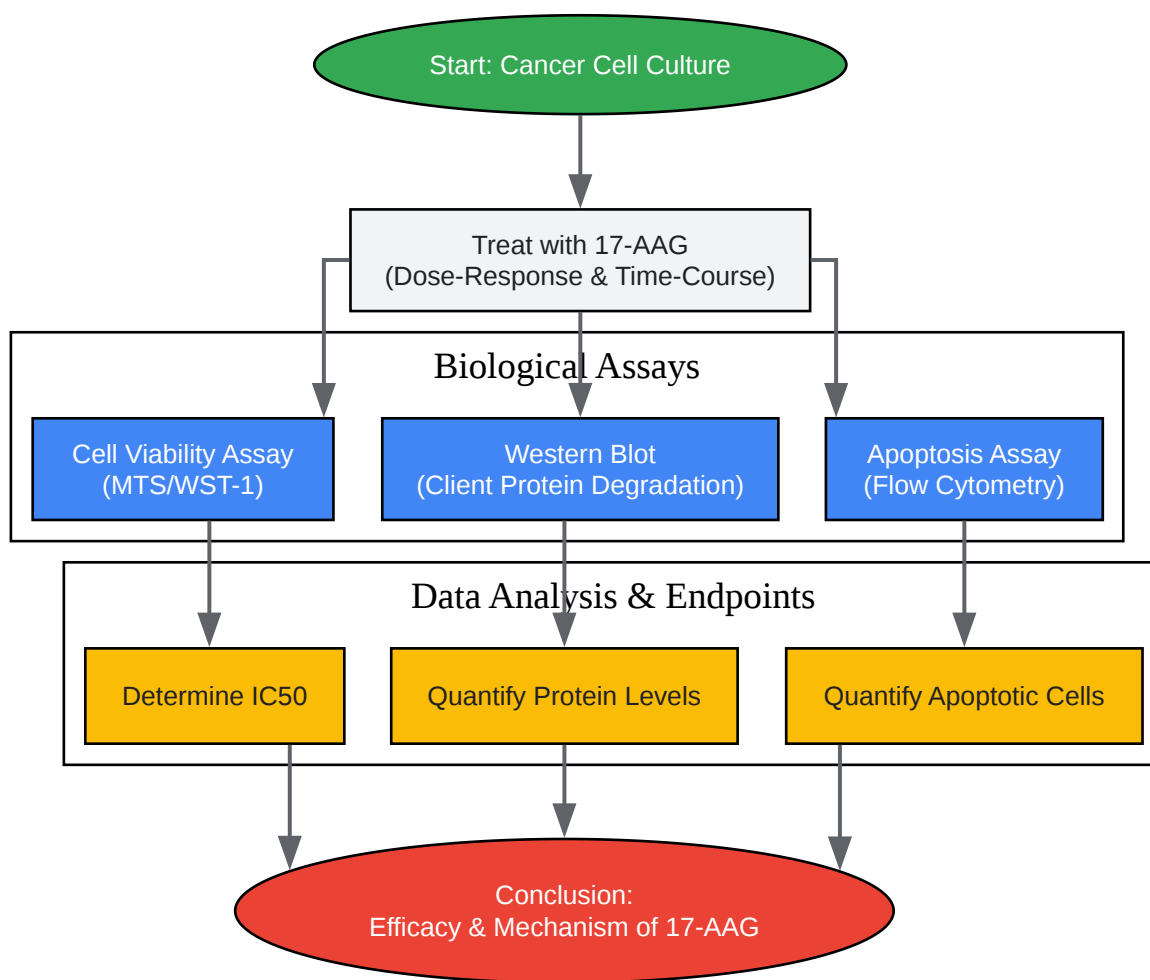 Start: Cancer Cell Culture
Treat with 17-AAG
(Dose-Response & Time-Course)
Biological Assays
Cell Viability Assay
(MTS/WST-1)
Western Blot
(Client Protein Degradation)
Apoptosis Assay
(Flow Cytometry)
Data Analysis & Endpoints
Determine IC50
Quantify Protein Levels
Quantify Apoptotic Cells
Conclusion:
Efficacy & Mechanism of 17-AAG